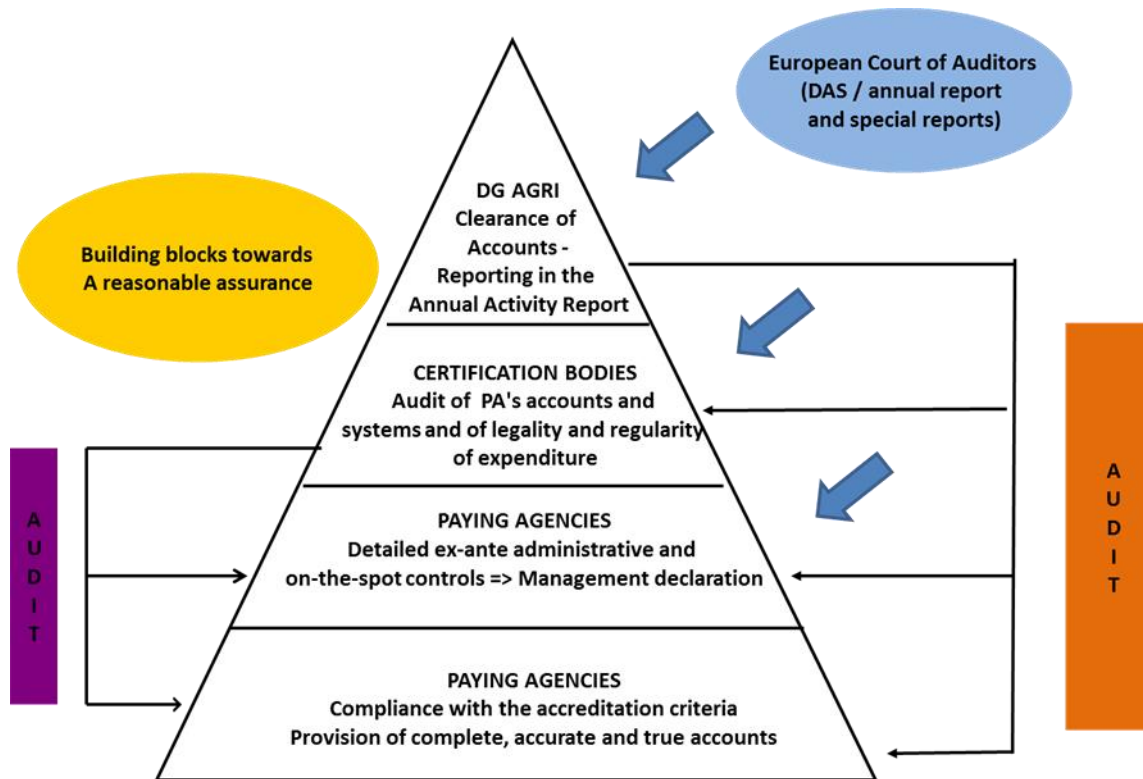 European Court of Auditors
(DAS / annual report
and special reports)
DG AGRI
Clearance of
Accounts -
Reporting in the
Annual Activity Report
Building blocks towards
A reasonable assurance
CERTIFICATION BODIES
Audit of PA's accounts and
systems and of legality and regularity
of expenditure
PAYING AGENCIES
Detailed ex-ante administrative and
on-the-spot controls => Management declaration
PAYING AGENCIES
Compliance with the accreditation criteria
Provision of complete, accurate and true accounts
A
U
D
I
T
A
U
D
I
T